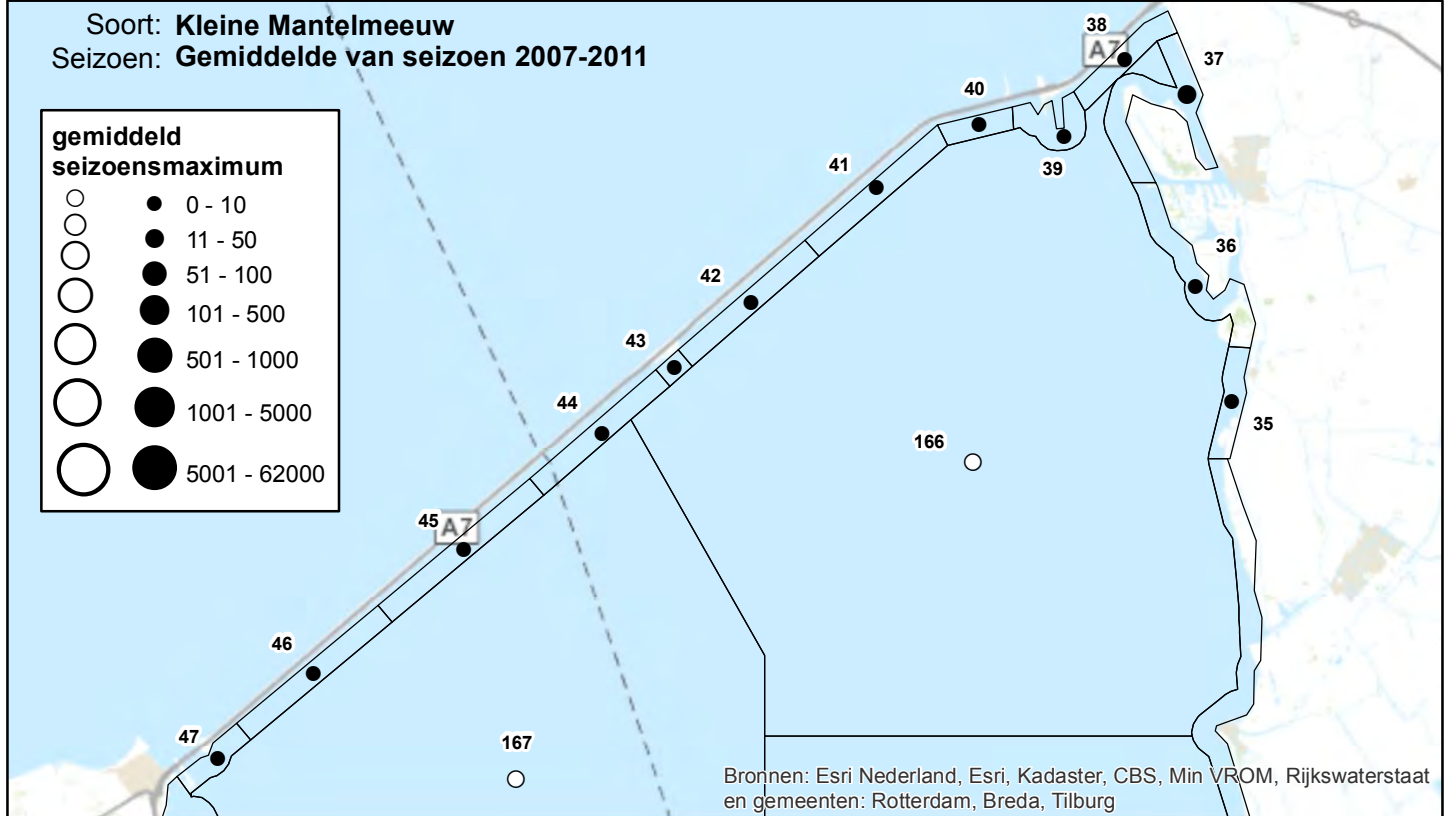 Soort: Kleine Mantelmeeuw
Seizoen: Gemiddelde van seizoen 2007-2011
gemiddeld
seizoensmaximum
0 - 10
11 - 50
51 - 100
101 - 500
501 - 1000
1001 - 5000
5001 - 62000
38
A7
37
40
39
41
36
42
43
35
44
166
45
A7
46
47
167
Bronnen: Esri Nederland, Esri, Kadaster, CBS, Min VROM, Rijkswaterstaat
en gemeenten: Rotterdam, Breda, Tilburg